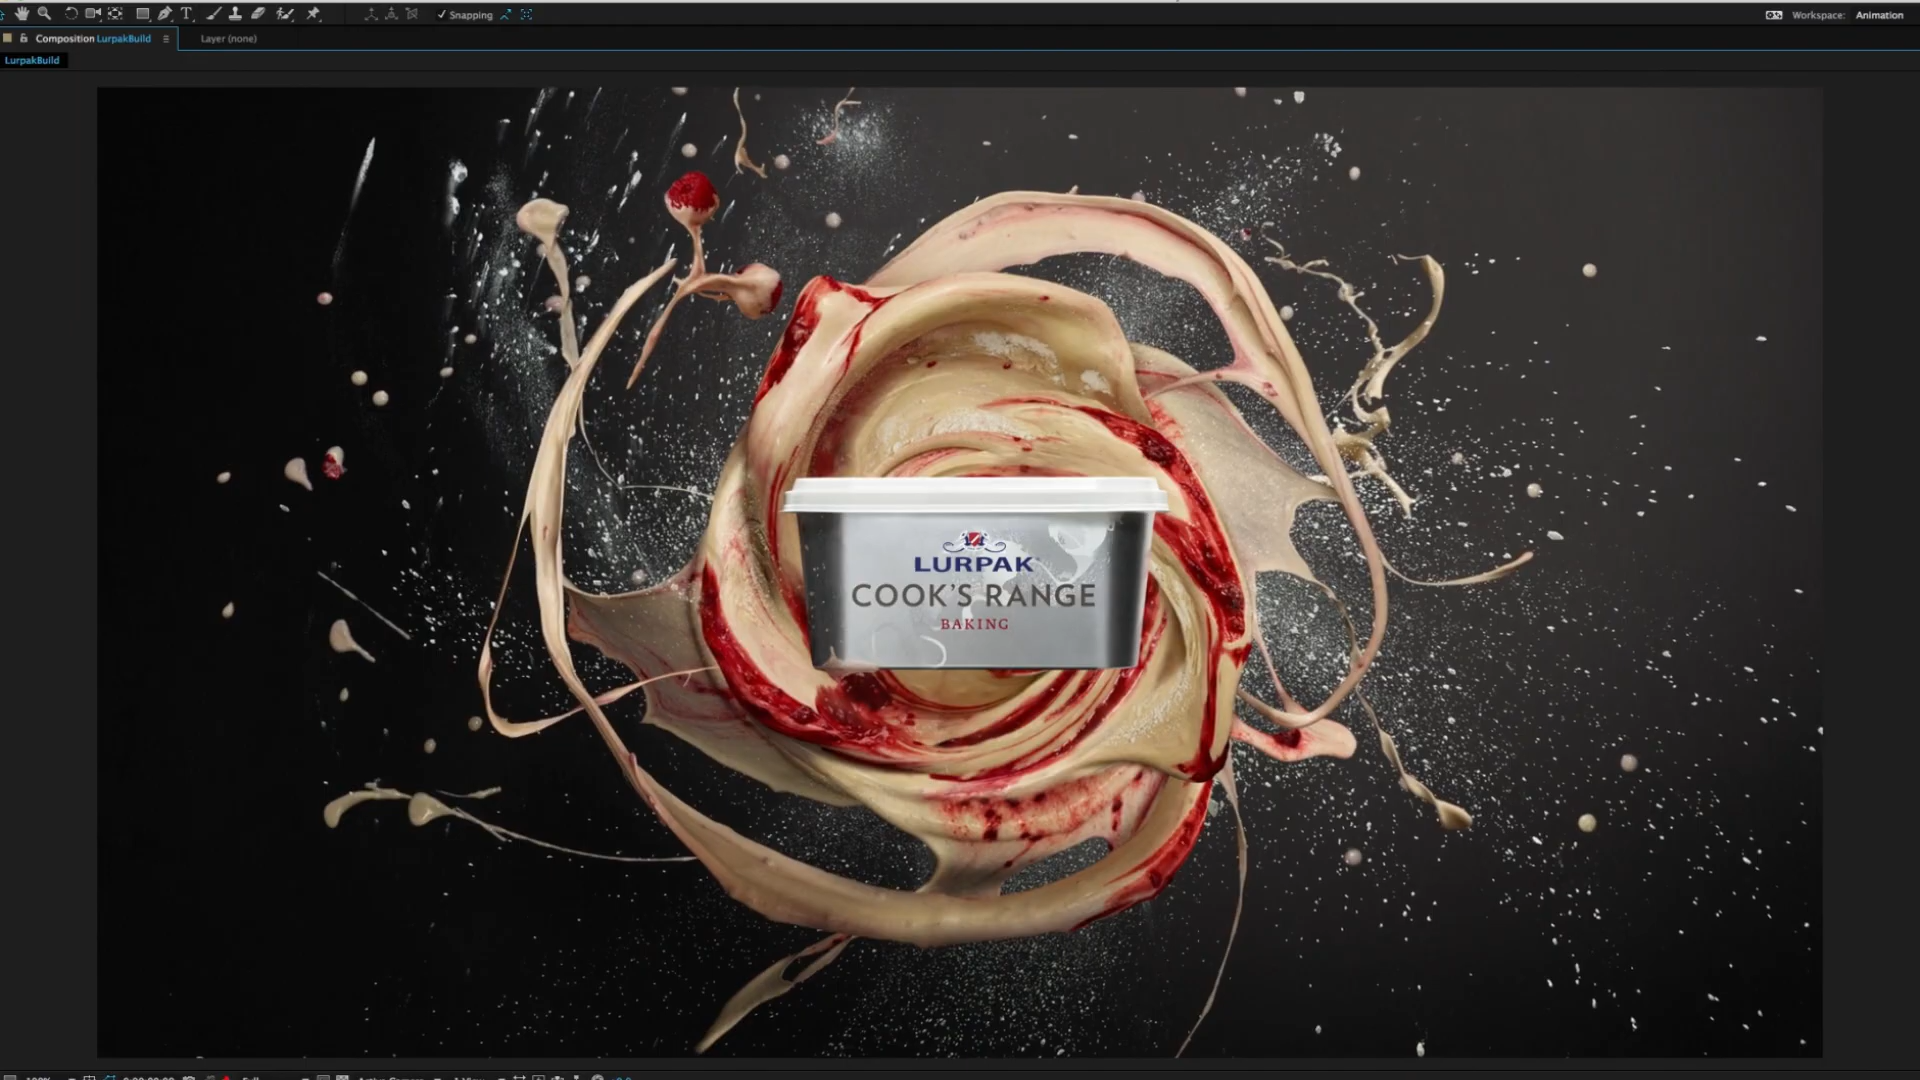 Snapping
Workspace: Animation
Composition LurpakBuild
Layer (none)
LurpakBuild
LURPAK
COOK'S RANGE
BAKING